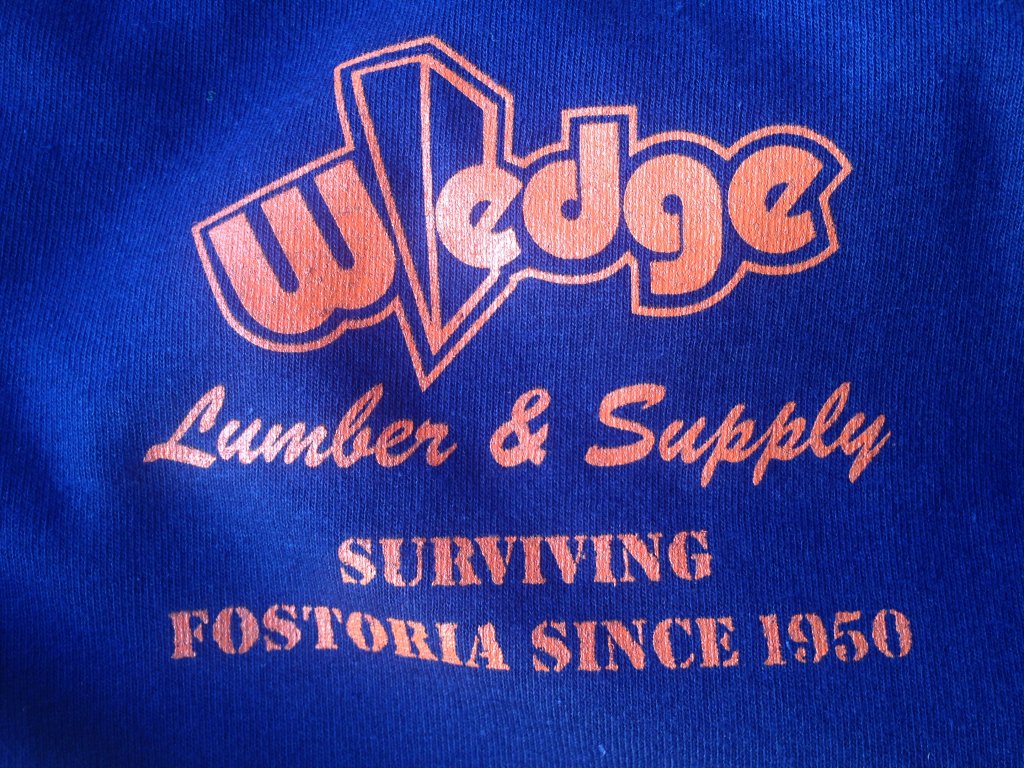 Wedge
Lumber & Supply
SURVIVING
FOSTORIA SINCE 1950